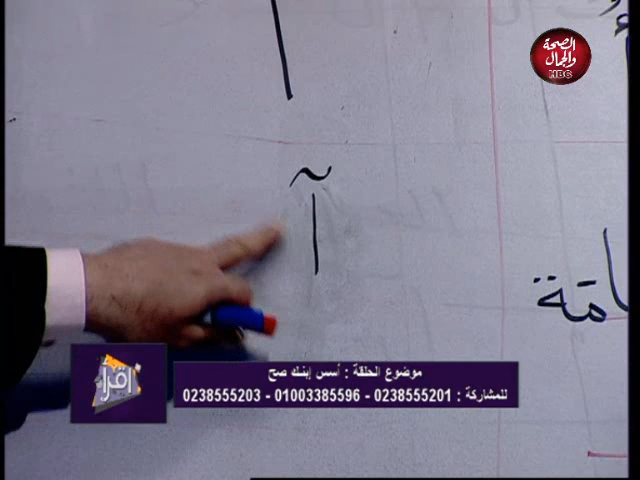 الصحة
والجمال
HBC
آ
اقرأ
موضوع الحلقة : أسس إبنك صح
للمشاركة : 0238555201 - 01003385596 - 0238555203